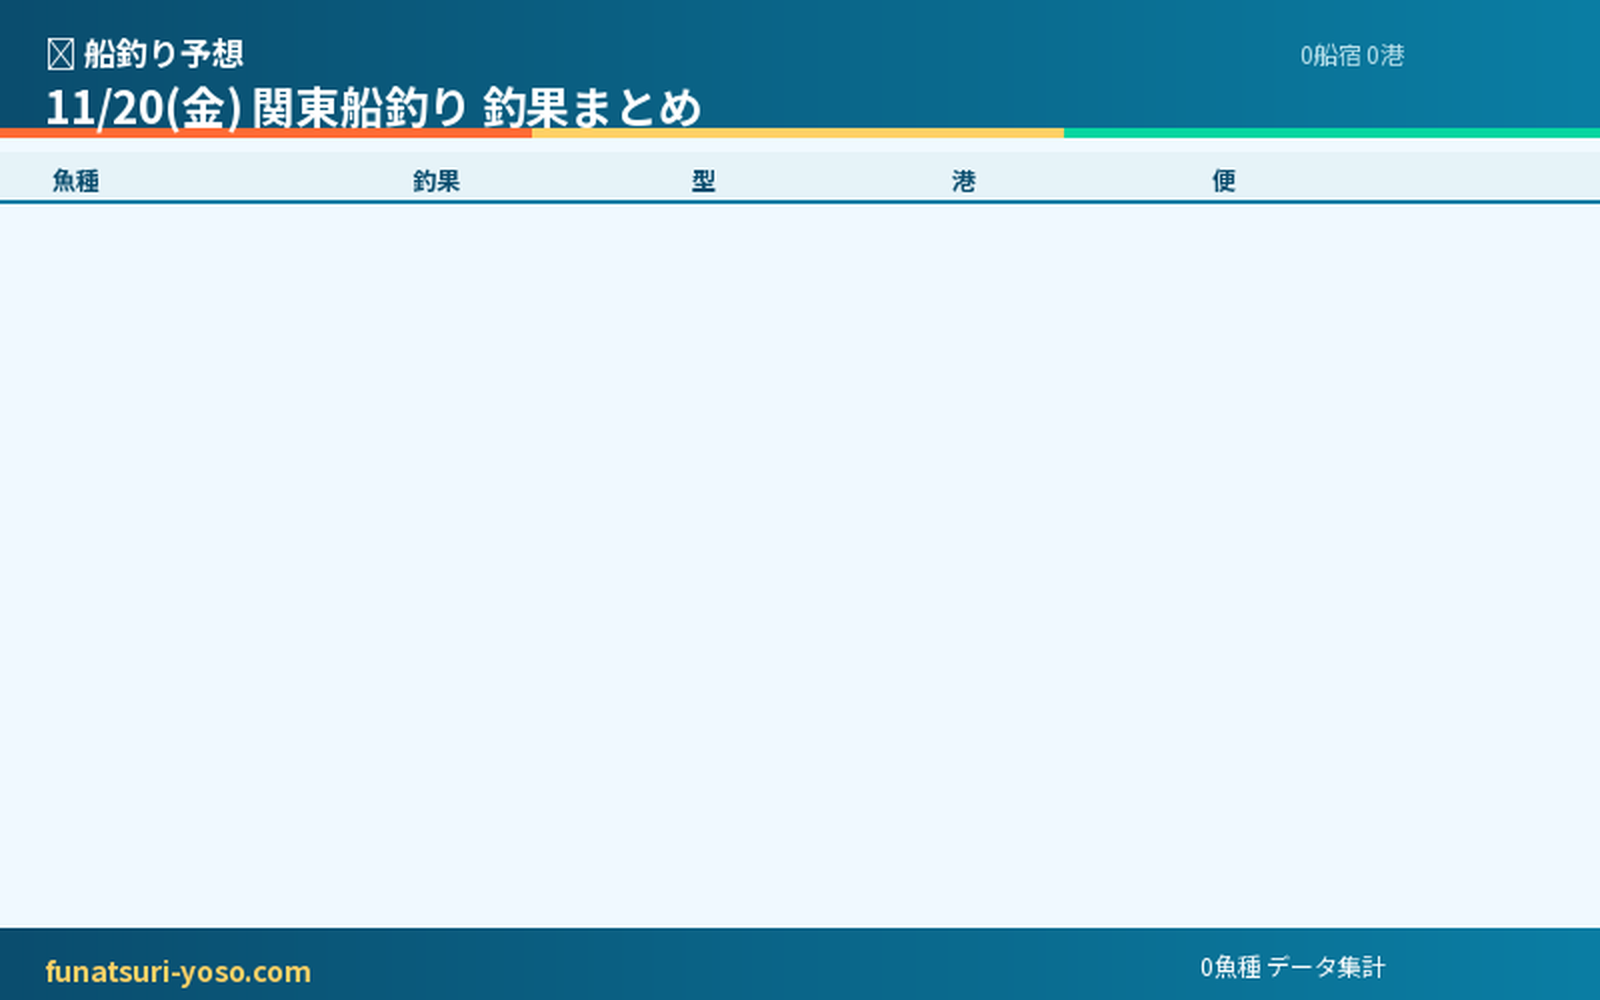 船釣り予想
0船宿 0港
11/20(金) 関東船釣り 釣果まとめ
魚種 釣果 型 港 便
funatsuri-yoso.com
0魚種 データ集計